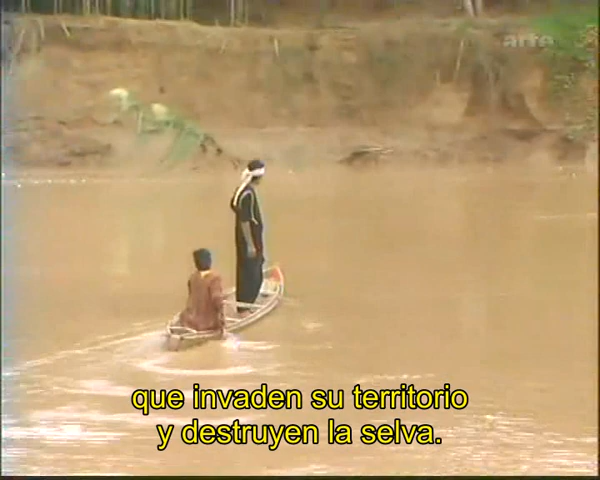 arte
que invaden su territorio
y destruyen la selva.